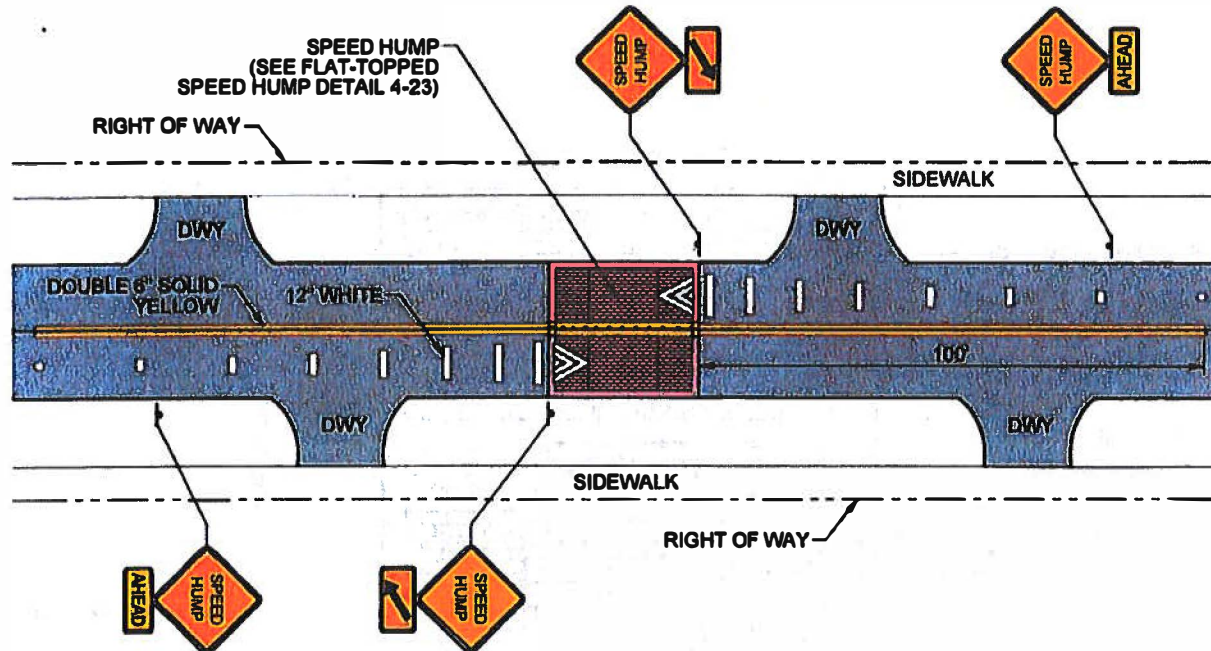 SPEED HUMP
(SEE FLAT-TOPPED
SPEED HUMP DETAIL 4-23)
SPEED
HUMP
SPEED
HUMP
AHEAD
RIGHT OF WAY
SIDEWALK
DWY
DWY
DOUBLE 6" SOLID
YELLOW
12" WHITE
100'
DWY
DWY
SIDEWALK
RIGHT OF WAY
SPEED
HUMP
AHEAD
SPEED
HUMP